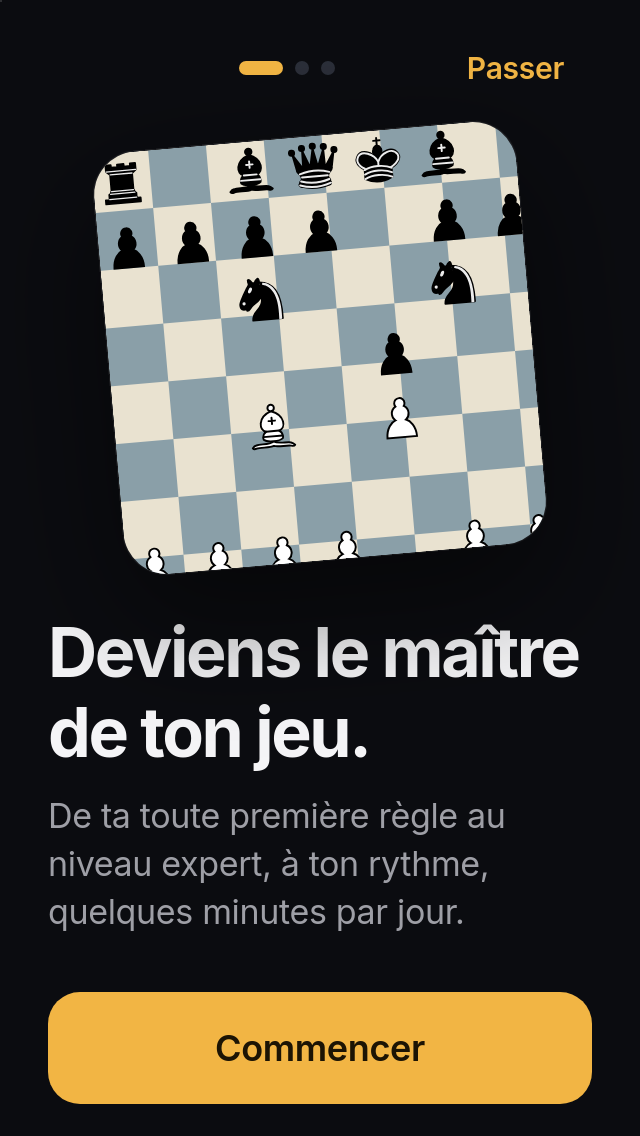 Passer
Deviens le maître
de ton jeu.
De ta toute première règle au
niveau expert, à ton rythme,
quelques minutes par jour.
Commencer